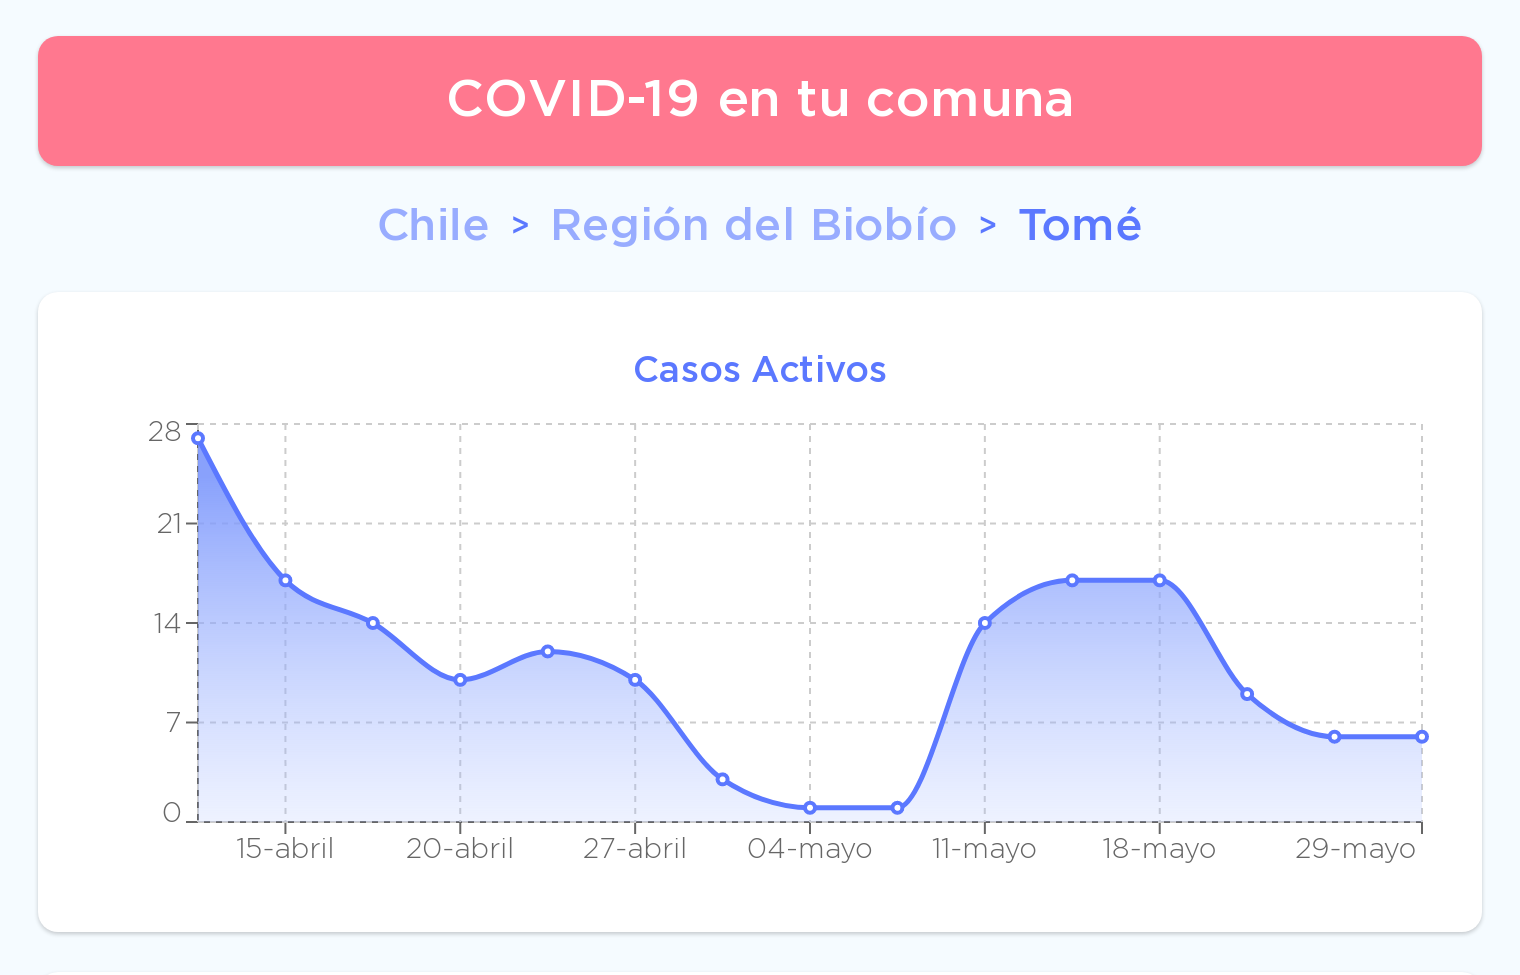 COVID-19 en tu comuna
Chile > Región del Biobío > Tomé
Casos Activos
28
21
14
7
0
15-abril 20-abril 27-abril 04-mayo 11-mayo 18-mayo 29-mayo